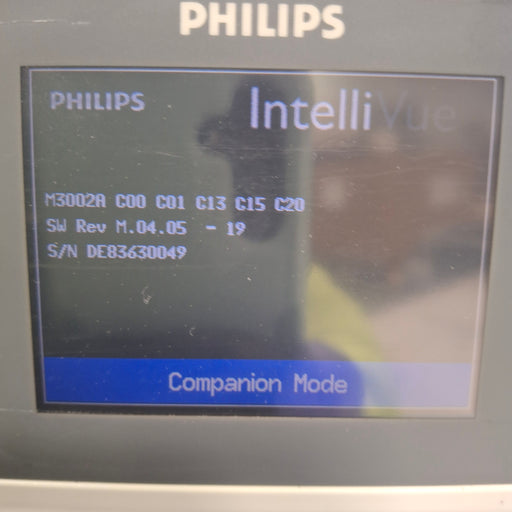 PHILIPS
PHILIPS IntelliVue
M3002A C00 C01 C13 C15 C20
SW Rev M.04.05 - 19
S/N DE83630049
Companion Mode